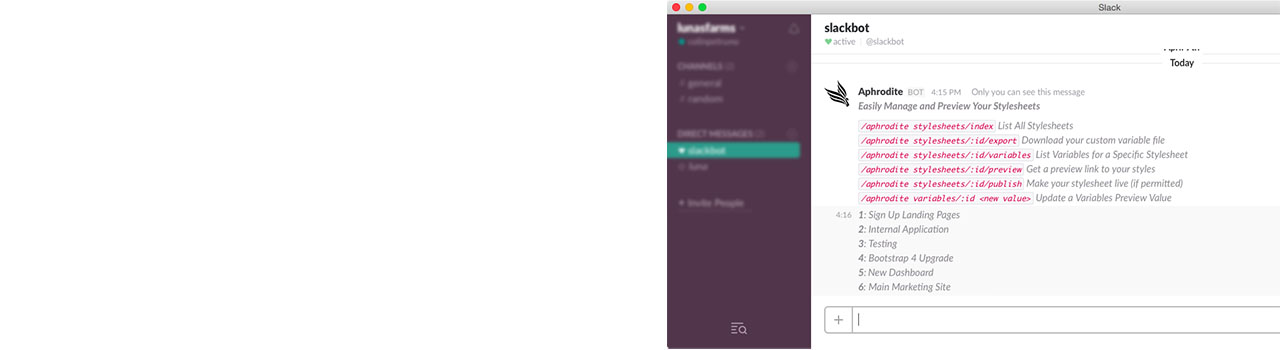 Slack
lunasfarms
CHANNELS
general
random
DIRECT MESSAGES
slackbot
luna
+ Invite People
slackbot
active | @slackbot
Today
Aphrodite BOT 4:15 PM Only you can see this message
Easily Manage and Preview Your Stylesheets
/aphrodite stylesheets/index List All Stylesheets
/aphrodite stylesheets/:id/export Download your custom variable file
/aphrodite stylesheets/:id/variables List Variables for a Specific Stylesheet
/aphrodite stylesheets/:id/preview Get a preview link to your styles
/aphrodite stylesheets/:id/publish Make your stylesheet live (if permitted)
/aphrodite variables/:id <new value> Update a Variables Preview Value
4:16 1: Sign Up Landing Pages
2: Internal Application
3: Testing
4: Bootstrap 4 Upgrade
5: New Dashboard
6: Main Marketing Site